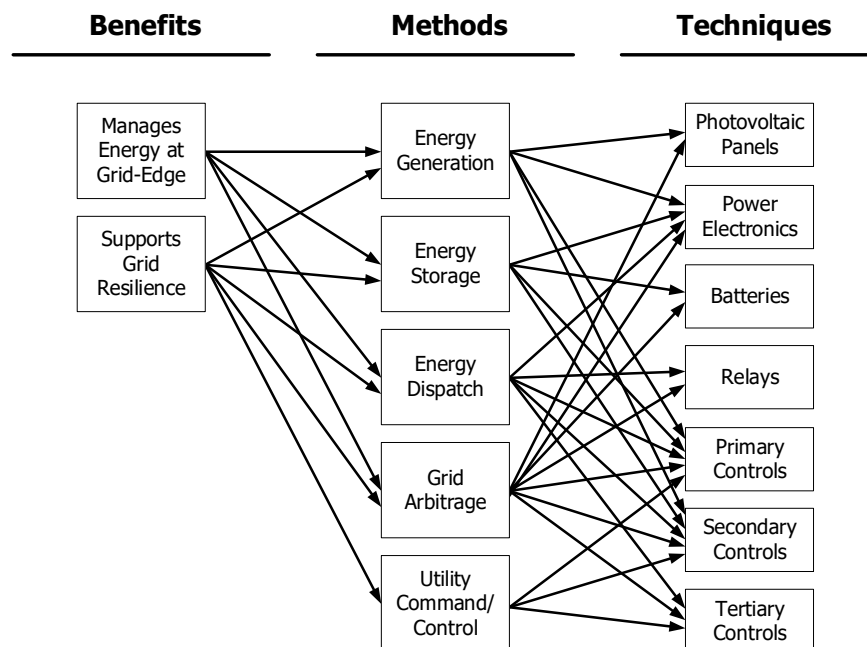 Benefits
Methods
Techniques
Manages
Energy at
Grid-Edge
Supports
Grid
Resilience
Energy
Generation
Energy
Storage
Energy
Dispatch
Grid
Arbitrage
Utility
Command/
Control
Photovoltaic
Panels
Power
Electronics
Batteries
Relays
Primary
Controls
Secondary
Controls
Tertiary
Controls